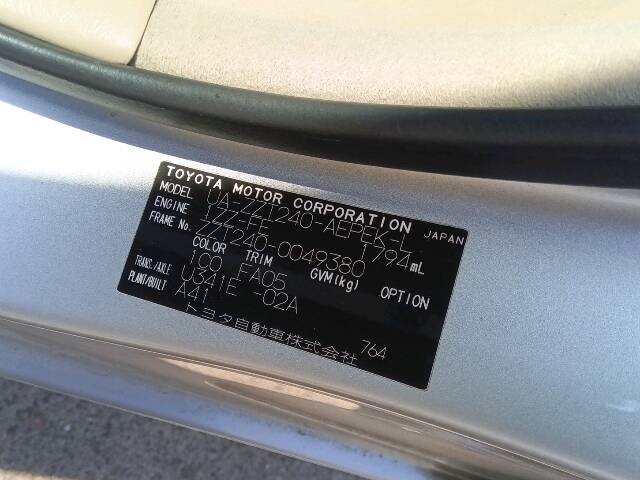 TOYOTA MOTOR CORPORATION JAPAN
MODEL UA-ZZT240-AEPEK-L
ENGINE 1ZZ-FE 1794mL
FRAME No. ZZT240-0049380
COLOR TRIM GVM(kg) OPTION
1C0 FA05
TRANS./AXLE U341E -02A
PLANT/BUILT A41
トヨタ自動車株式会社 764